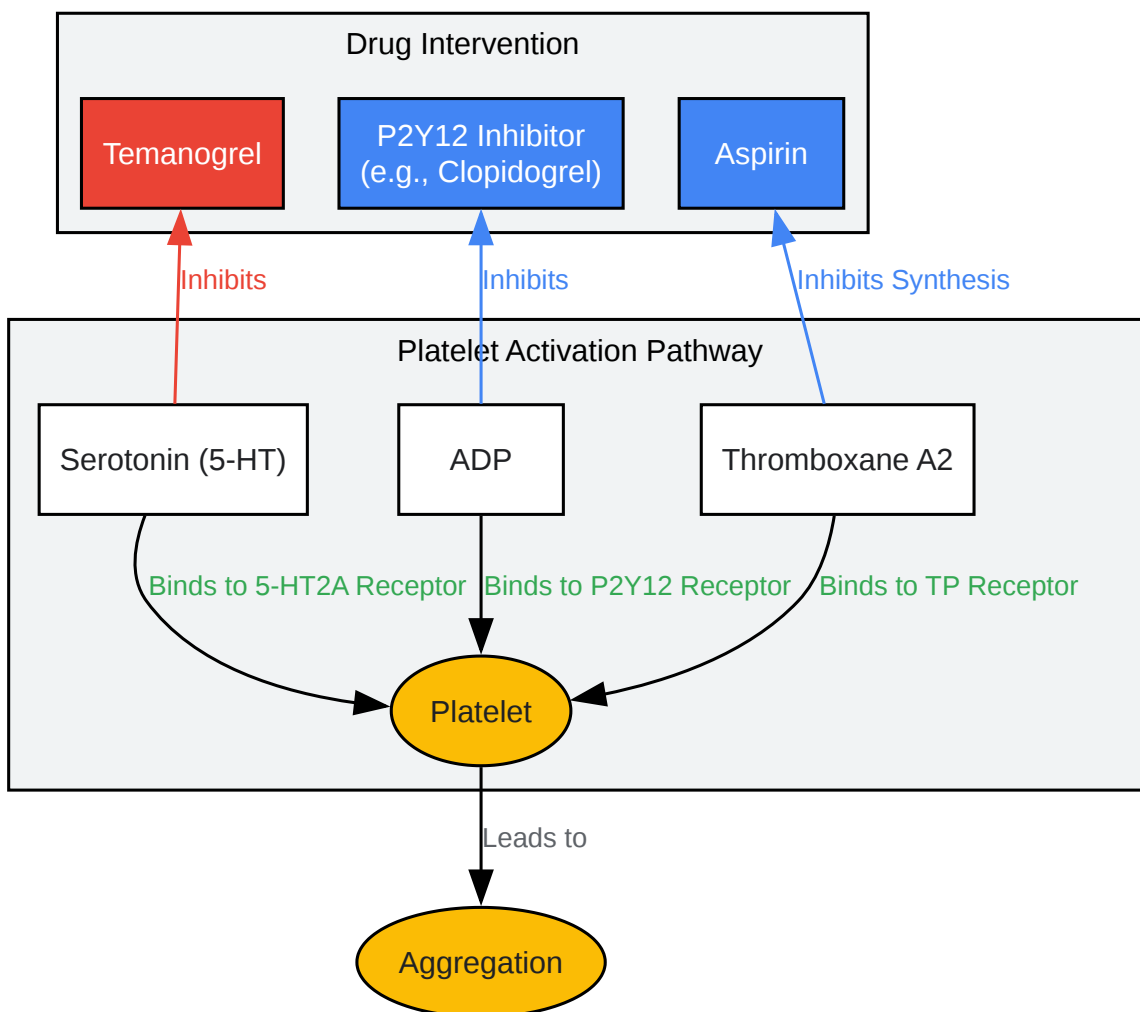 Drug Intervention
Temanogrel
P2Y12 Inhibitor
(e.g., Clopidogrel)
Aspirin
Inhibits
Inhibits
Inhibits Synthesis
Platelet Activation Pathway
Serotonin (5-HT)
ADP
Thromboxane A2
Binds to 5-HT2A Receptor
Binds to P2Y12 Receptor
Binds to TP Receptor
Platelet
Leads to
Aggregation